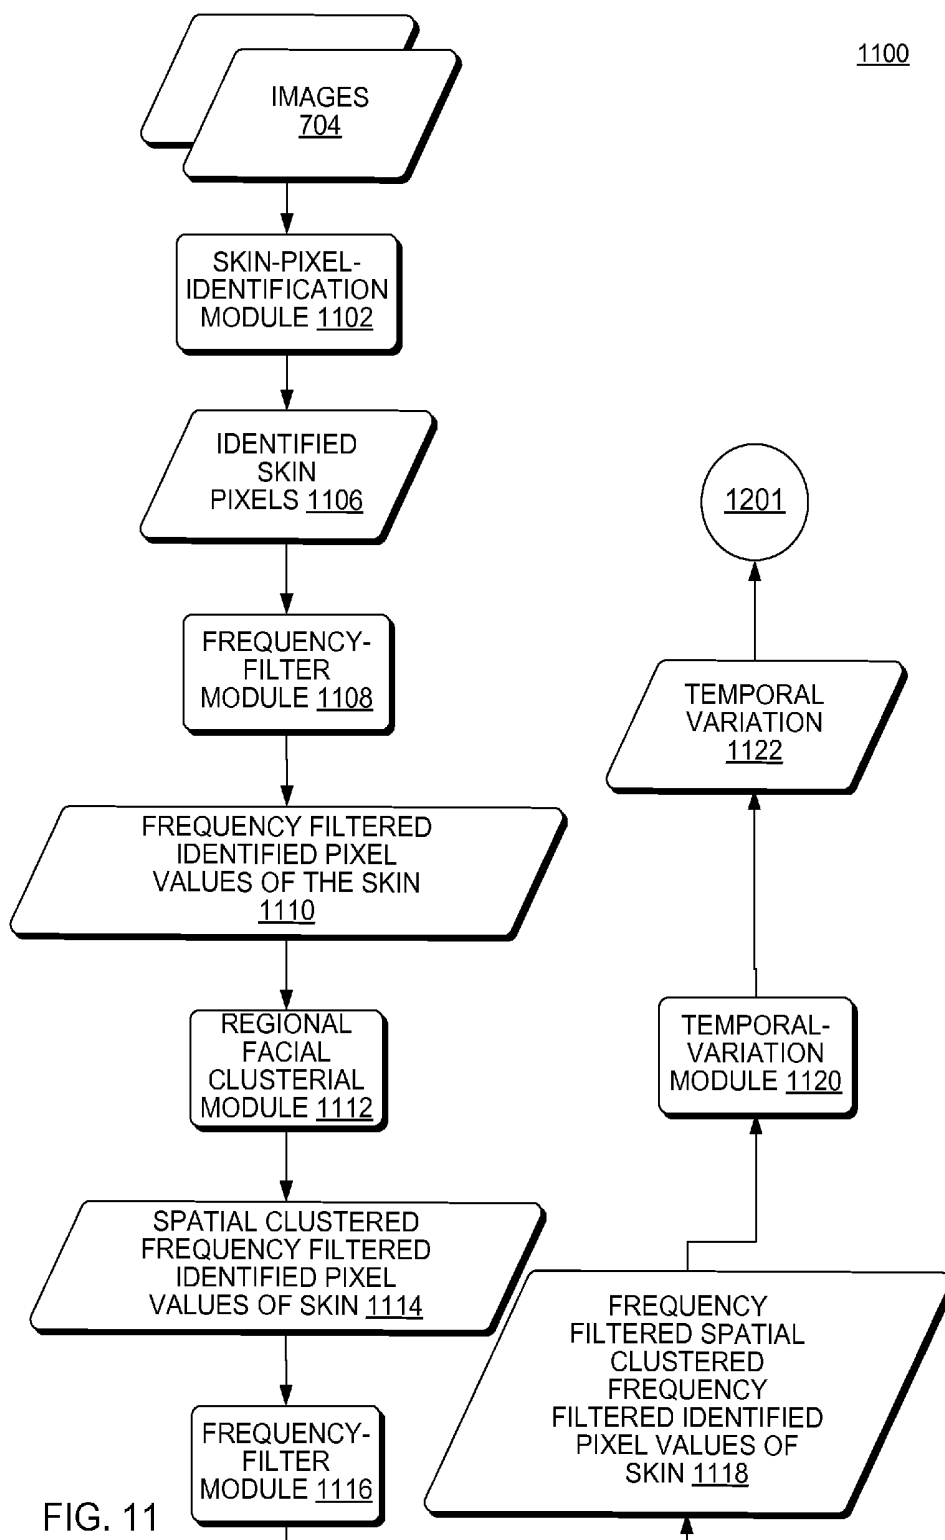 1100
IMAGES
704
SKIN-PIXEL-
IDENTIFICATION
MODULE 1102
IDENTIFIED
SKIN
PIXELS 1106
FREQUENCY-
FILTER
MODULE 1108
FREQUENCY FILTERED
IDENTIFIED PIXEL
VALUES OF THE SKIN
1110
REGIONAL
FACIAL
CLUSTERIAL
MODULE 1112
SPATIAL CLUSTERED
FREQUENCY FILTERED
IDENTIFIED PIXEL
VALUES OF SKIN 1114
FREQUENCY-
FILTER
MODULE 1116
FREQUENCY
FILTERED SPATIAL
CLUSTERED
FREQUENCY
FILTERED IDENTIFIED
PIXEL VALUES OF
SKIN 1118
TEMPORAL-
VARIATION
MODULE 1120
TEMPORAL
VARIATION
1122
1201
FIG. 11